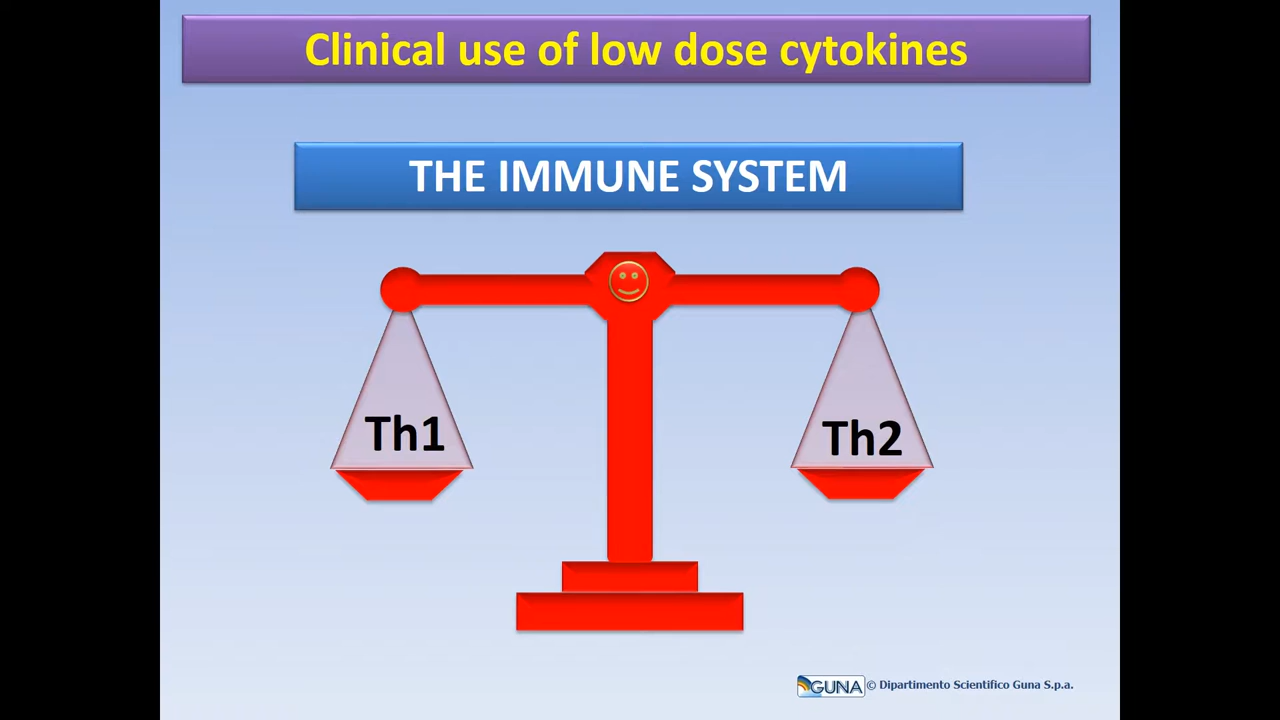 Clinical use of low dose cytokines
THE IMMUNE SYSTEM
Th1
Th2
GUNA © Dipartimento Scientifico Guna S.p.a.